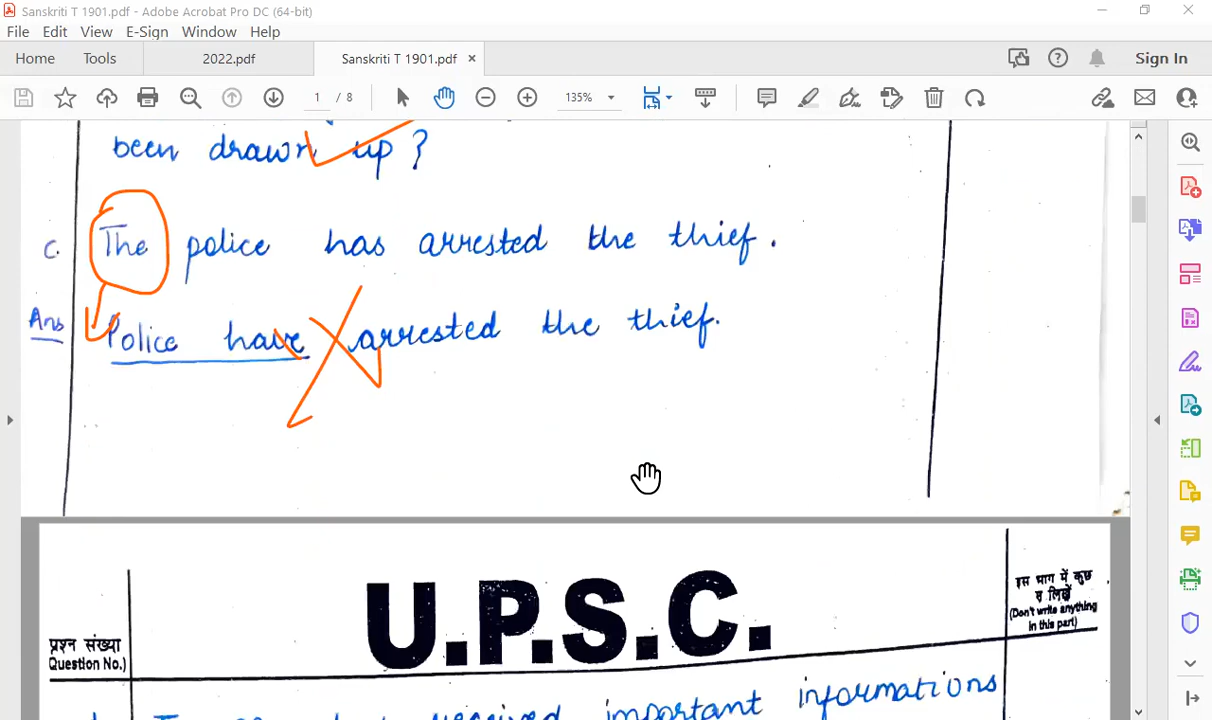 Sanskriti T 1901.pdf - Adobe Acrobat Pro DC (64-bit)
File Edit View E-Sign Window Help
Home Tools 2022.pdf Sanskriti T 1901.pdf ×
1 / 8 135% Sign In
been drawn up ?
c. The police has arrested the thief.
Ans Police have arrested the thief.
U.P.S.C.
प्रश्न संख्या
Question No.)
इस भाग में कुछ
न लिखें
(Don't write anything
in this part)
received important informations